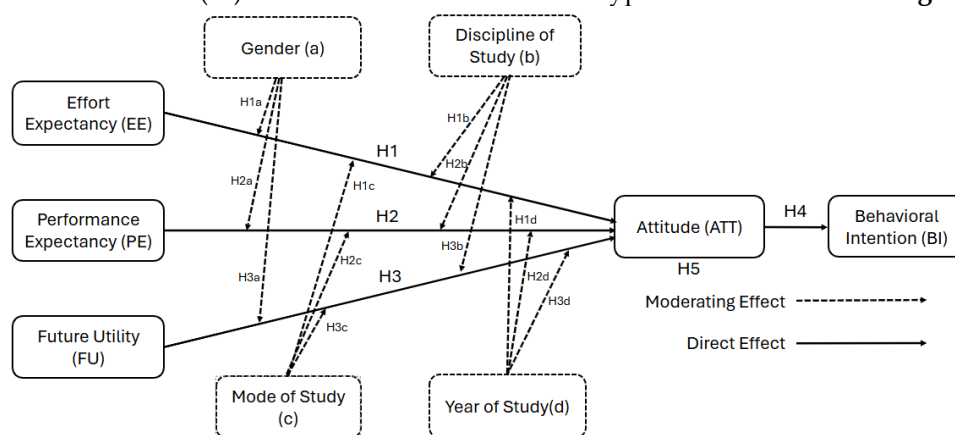 Gender (a)
Discipline of
Study (b)
Effort
Expectancy (EE)
H1a
H1b
H1
H2b
H2a
H1c
Performance
Expectancy (PE)
H2
H1d
Attitude (ATT)
H4
Behavioral
Intention (BI)
H3b
H2c
H3a
H3
H5
H2d
H3d
Moderating Effect
H3c
Future Utility
(FU)
Direct Effect
Mode of Study
(c)
Year of Study(d)